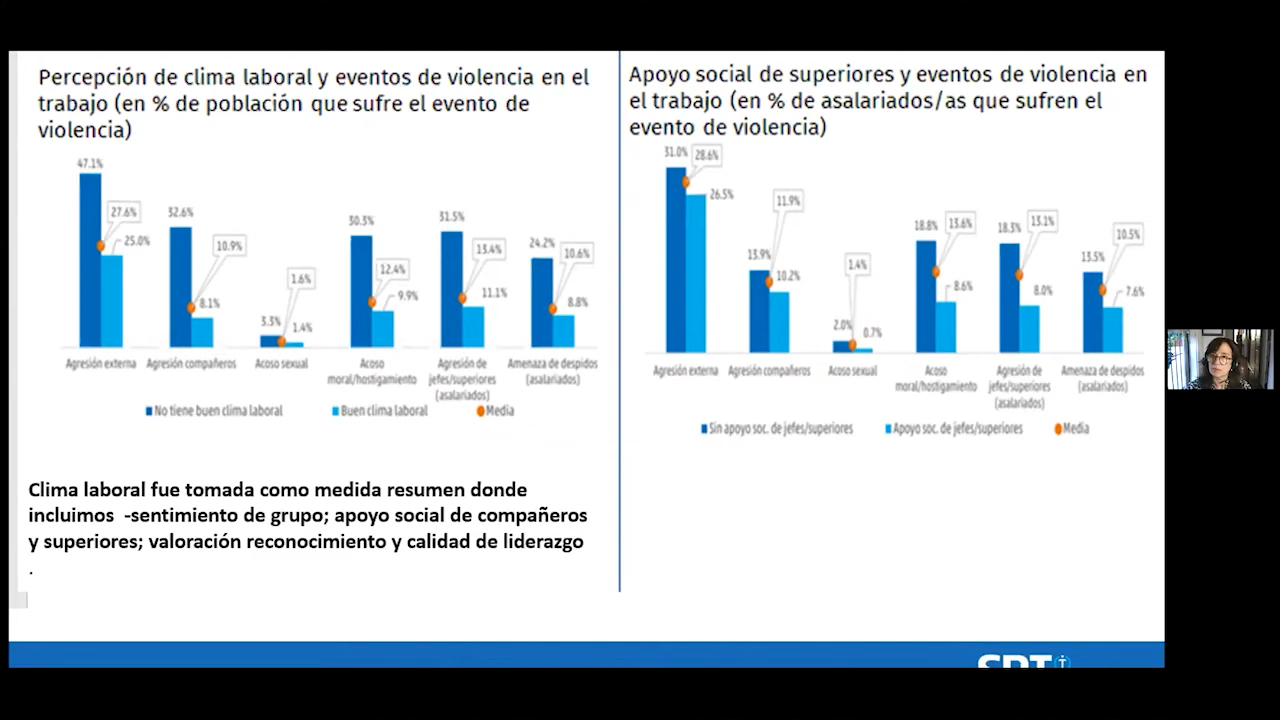 Percepción de clima laboral y eventos de violencia en el
trabajo (en % de población que sufre el evento de
violencia)
47.1%
27.6%
25.0%
32.6%
10.9%
8.1%
3.3%
1.6%
1.4%
30.3%
12.4%
9.9%
31.5%
13.4%
11.1%
24.2%
10.6%
8.8%
Agresión externa
Agresión compañeros
Acoso sexual
Acoso
moral/hostigamiento
Agresión de
jefes/superiores
(asalariados)
Amenaza de despidos
(asalariados)
No tiene buen clima laboral
Buen clima laboral
Media
Clima laboral fue tomada como medida resumen donde
incluimos -sentimiento de grupo; apoyo social de compañeros
y superiores; valoración reconocimiento y calidad de liderazgo
.
Apoyo social de superiores y eventos de violencia en
el trabajo (en % de asalariados/as que sufren el
evento de violencia)
31.0%
28.6%
26.5%
13.9%
11.9%
10.2%
2.0%
1.4%
0.7%
18.8%
13.6%
8.6%
18.3%
13.1%
8.0%
13.5%
10.5%
7.6%
Agresión externa
Agresión compañeros
Acoso sexual
Acoso
moral/hostigamiento
Agresión de
jefes/superiores
(asalariados)
Amenaza de despidos
(asalariados)
Sin apoyo soc. de jefes/superiores
Apoyo soc. de jefes/superiores
Media
SRT